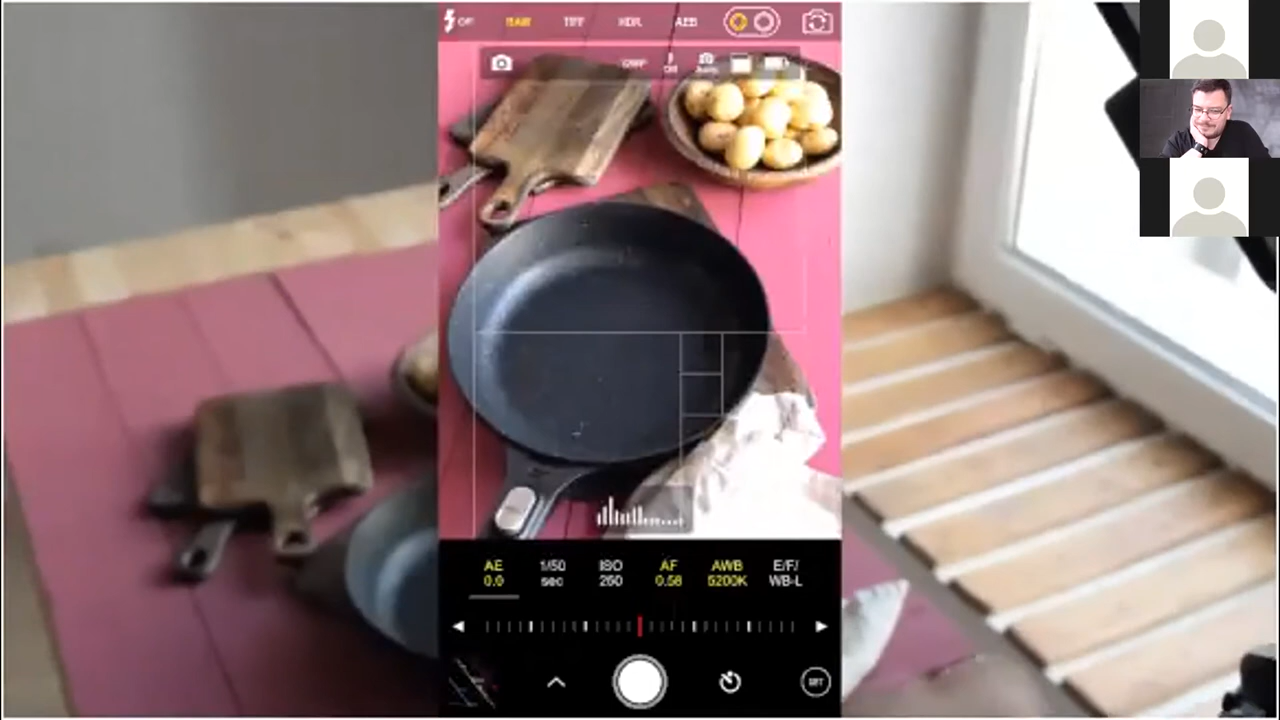 OFF RAW TIFF HDR AEB
AE 1/50 ISO AF AWB E/F/
0.0 sec 260 0.58 5200K WB-L
SET